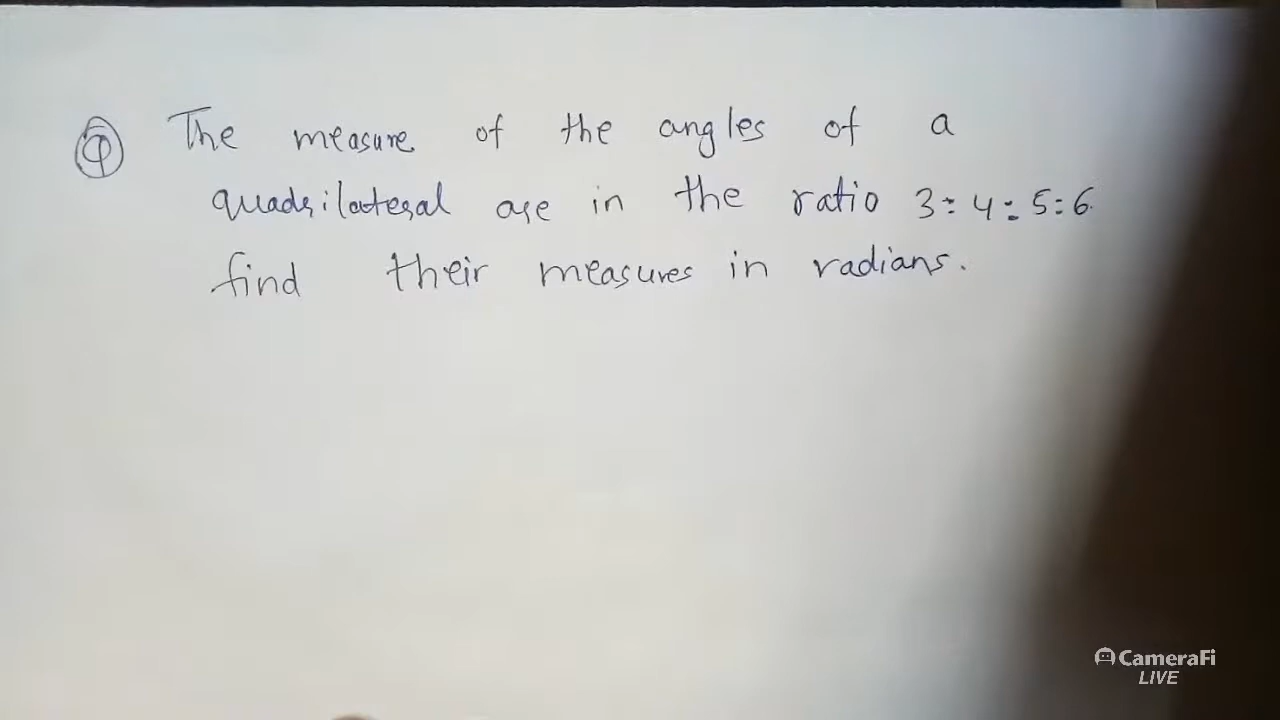 Q The measure of the angles of a
quadrilateral are in the ratio 3:4:5:6
find their measures in radians.
CameraFi
LIVE